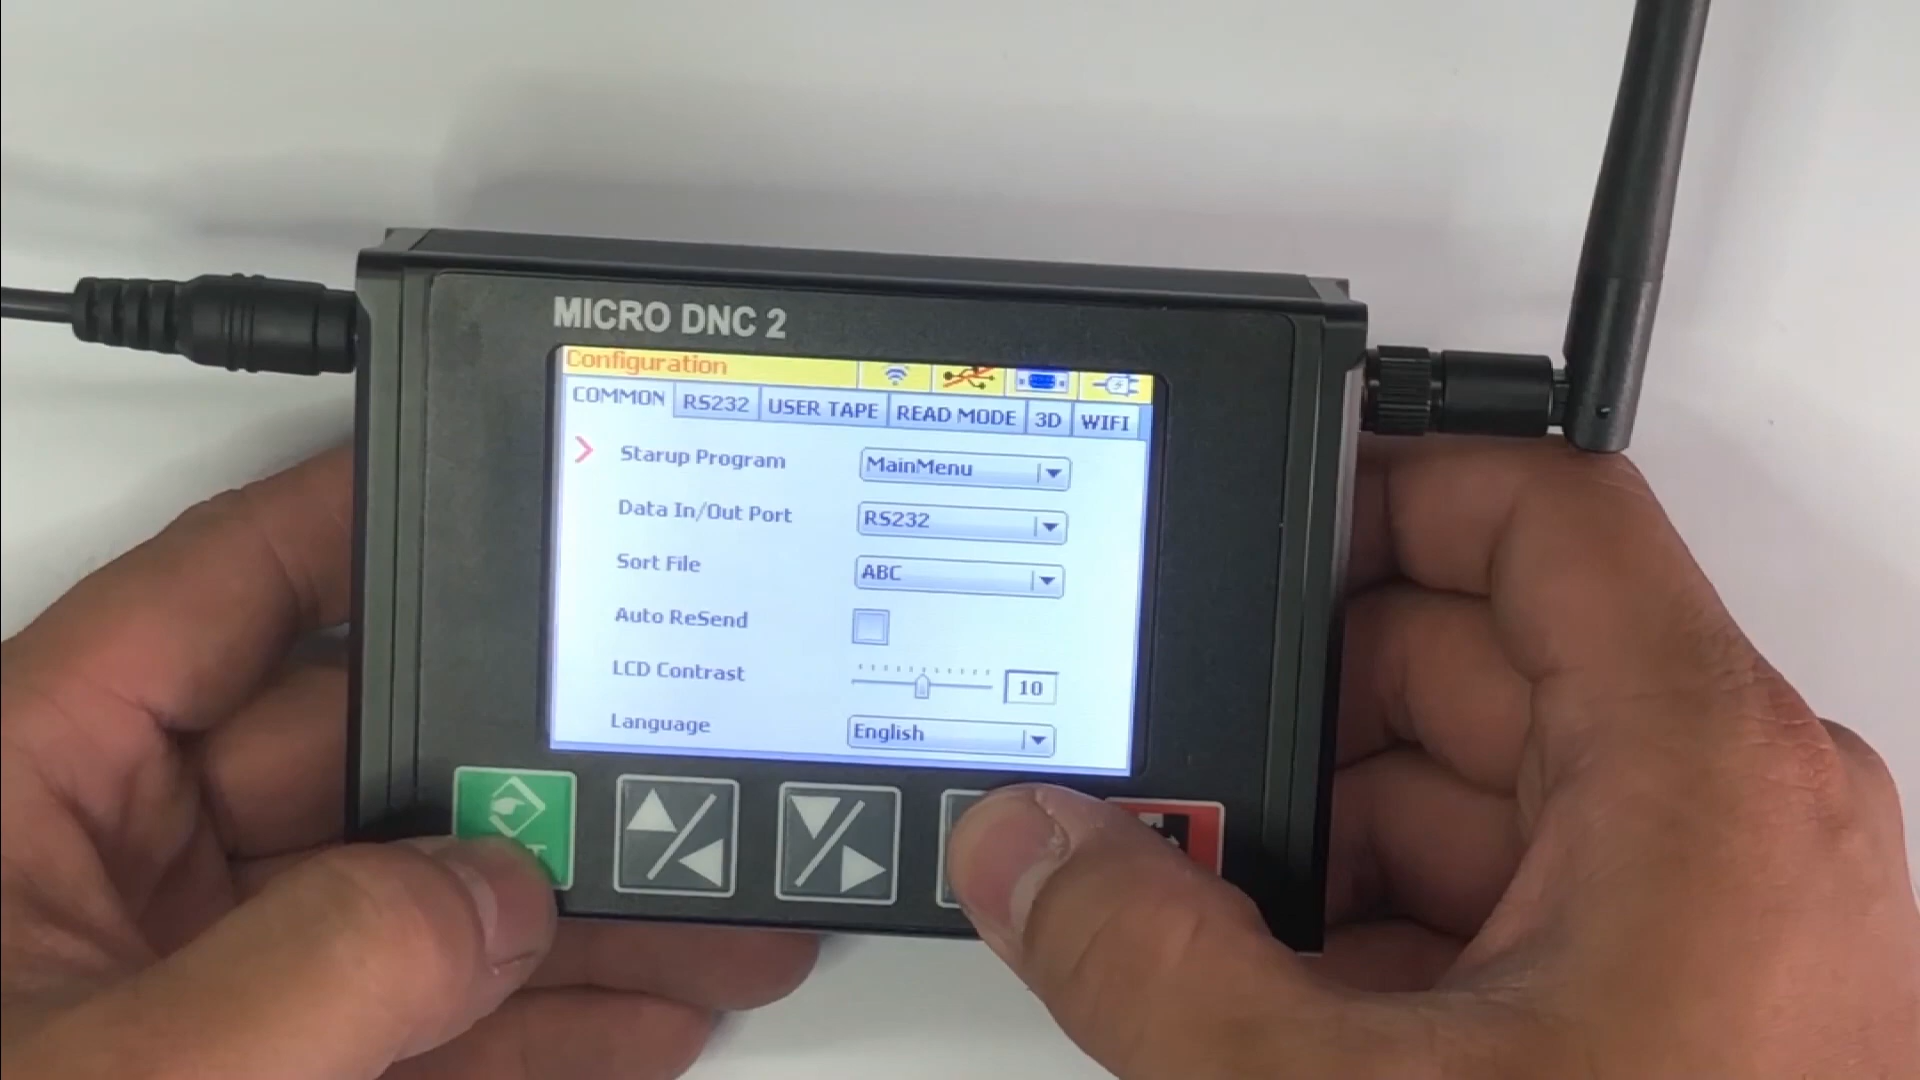 MICRO DNC 2
Configuration
COMMON RS232 USER TAPE READ MODE 3D WIFI
Starup Program MainMenu
Data In/Out Port RS232
Sort File ABC
Auto ReSend
LCD Contrast 10
Language English